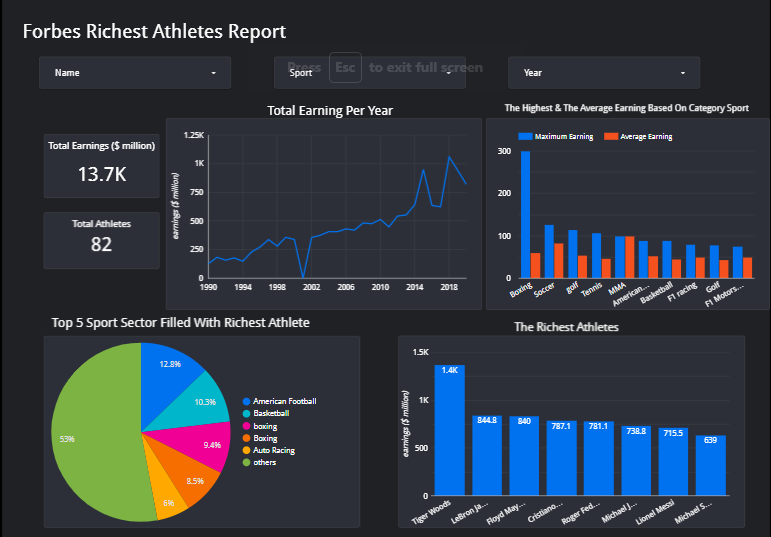 Forbes Richest Athletes Report
Press Esc to exit full screen
Name
Sport
Year
Total Earnings ($ million)
13.7K
Total Athletes
82
Total Earning Per Year
earnings ($ million)
1.25K
1K
750
500
250
0
1990 1994 1998 2002 2006 2010 2014 2018
The Highest & The Average Earning Based On Category Sport
Maximum Earning Average Earning
300
200
100
0
Boxing Soccer golf Tennis MMA American... Basketball F1 racing Golf F1 Motors...
Top 5 Sport Sector Filled With Richest Athlete
12.8%
10.3%
9.4%
8.5%
6%
53%
American Football
Basketball
boxing
Boxing
Auto Racing
others
The Richest Athletes
earnings ($ million)
1.5K
1K
500
0
1.4K 844.8 840 787.1 781.1 738.8 715.5 639
Tiger Woods LeBron Ja... Floyd May... Cristiano... Roger Fed... Michael J... Lionel Messi Michael S...